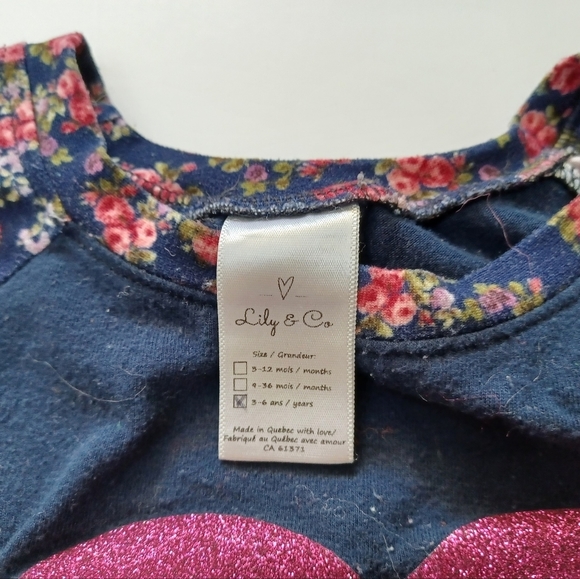 Lily & Co
Size / Grandeur:
3-12 mois / months
9-36 mois / months
3-6 ans / years
Made in Quebec with love/
Fabriqué au Québec avec amour
CA 61371